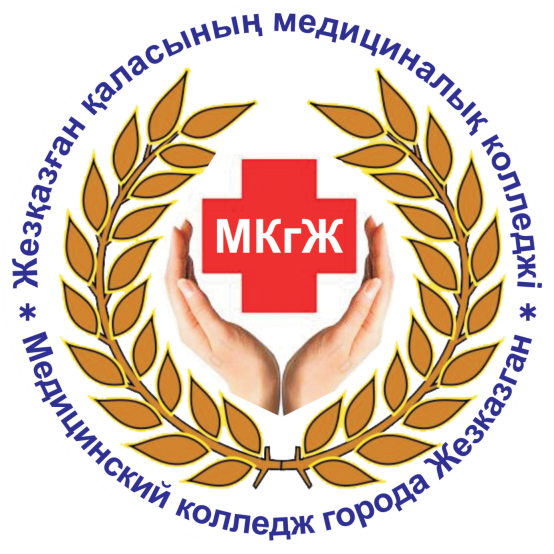 Жезқазған қаласының медициналық колледжі
МКгЖ
* Медицинский колледж города Жезказган *